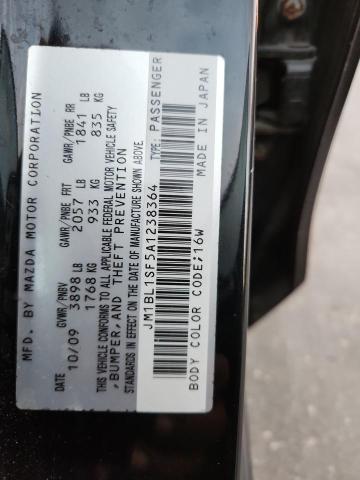 MFD. BY MAZDA MOTOR CORPORATION
DATE GVWR/PNBV GAWR/PNBE FRT GAWR/PNBE RR
10/09 3898 LB 2057 LB 1841 LB
1768 KG 933 KG 835 KG
THIS VEHICLE CONFORMS TO ALL APPLICABLE FEDERAL MOTOR VEHICLE SAFETY
, BUMPER, AND THEFT PREVENTION
STANDARDS IN EFFECT ON THE DATE OF MANUFACTURE SHOWN ABOVE
JM1BL1SF5A1238364 TYPE: PASSENGER
BODY COLOR CODE;16W MADE IN JAPAN